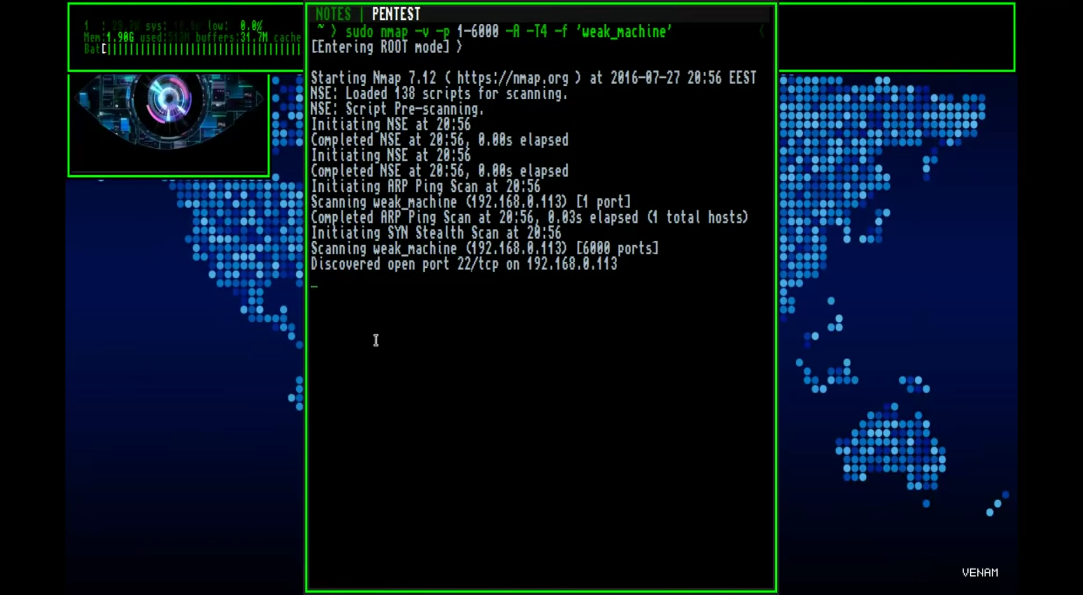 1 : sys: low: 0.0%
Mem:1.90G used: buffers:31.7M cache
Bat[
NOTES | PENTEST
~ > sudo nmap -v -p 1-6000 -A -T4 -f 'weak_machine'
[Entering ROOT mode] >
Starting Nmap 7.12 ( https://nmap.org ) at 2016-07-27 20:56 EEST
NSE: Loaded 138 scripts for scanning.
NSE: Script Pre-scanning.
Initiating NSE at 20:56
Completed NSE at 20:56, 0.00s elapsed
Initiating NSE at 20:56
Completed NSE at 20:56, 0.00s elapsed
Initiating ARP Ping Scan at 20:56
Scanning weak_machine (192.168.0.113) [1 port]
Completed ARP Ping Scan at 20:56, 0.03s elapsed (1 total hosts)
Initiating SYN Stealth Scan at 20:56
Scanning weak_machine (192.168.0.113) [6000 ports]
Discovered open port 22/tcp on 192.168.0.113
VENAM